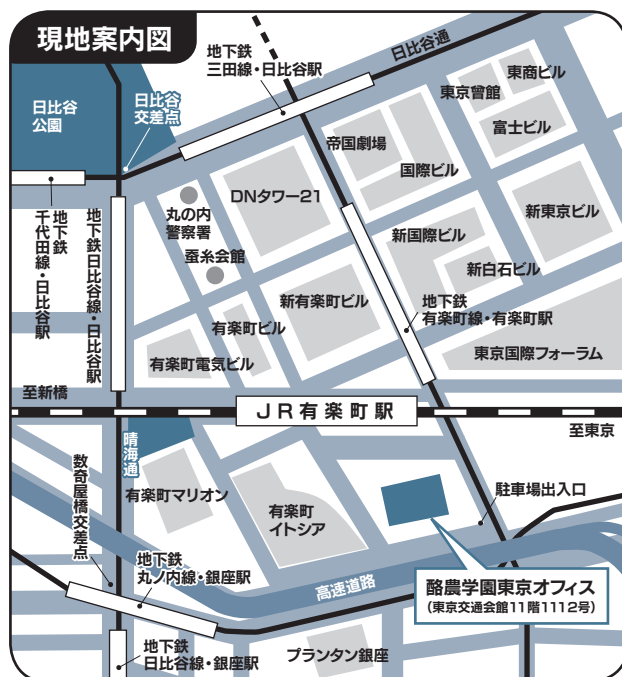 現地案内図
地下鉄
三田線・日比谷駅
日比谷通
日比谷
公園
日比谷
交差点
東商ビル
東京曾館
富士ビル
帝国劇場
国際ビル
DNタワー21
丸の内
警察署
蚕糸会館
新東京ビル
新国際ビル
新白石ビル
地下鉄
千代田線・日比谷駅
地下鉄日比谷線・日比谷駅
新有楽町ビル
地下鉄
有楽町線・有楽町駅
有楽町ビル
有楽町電気ビル
東京国際フォーラム
至新橋
JR有楽町駅
至東京
晴海通
数寄屋橋交差点
有楽町マリオン
有楽町
イトシア
駐車場出入口
地下鉄
丸ノ内線・銀座駅
高速道路
酪農学園東京オフィス
(東京交通会館11階1112号)
地下鉄
日比谷線・銀座駅
プランタン銀座